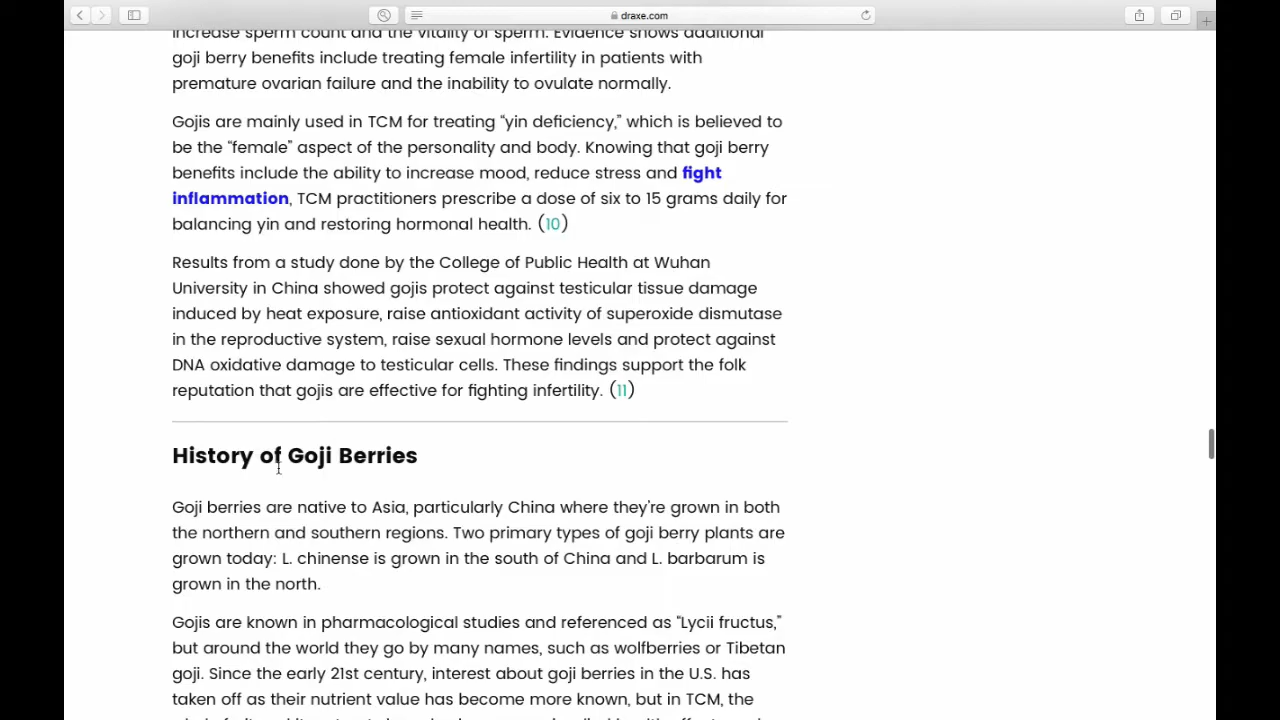 draxe.com
increase sperm count and the vitality of sperm. Evidence shows additional
goji berry benefits include treating female infertility in patients with
premature ovarian failure and the inability to ovulate normally.
Gojis are mainly used in TCM for treating “yin deficiency,” which is believed to
be the “female” aspect of the personality and body. Knowing that goji berry
benefits include the ability to increase mood, reduce stress and fight
inflammation, TCM practitioners prescribe a dose of six to 15 grams daily for
balancing yin and restoring hormonal health. (10)
Results from a study done by the College of Public Health at Wuhan
University in China showed gojis protect against testicular tissue damage
induced by heat exposure, raise antioxidant activity of superoxide dismutase
in the reproductive system, raise sexual hormone levels and protect against
DNA oxidative damage to testicular cells. These findings support the folk
reputation that gojis are effective for fighting infertility. (11)
History of Goji Berries
Goji berries are native to Asia, particularly China where they’re grown in both
the northern and southern regions. Two primary types of goji berry plants are
grown today: L. chinense is grown in the south of China and L. barbarum is
grown in the north.
Gojis are known in pharmacological studies and referenced as “Lycii fructus,”
but around the world they go by many names, such as wolfberries or Tibetan
goji. Since the early 21st century, interest about goji berries in the U.S. has
taken off as their nutrient value has become more known, but in TCM, the